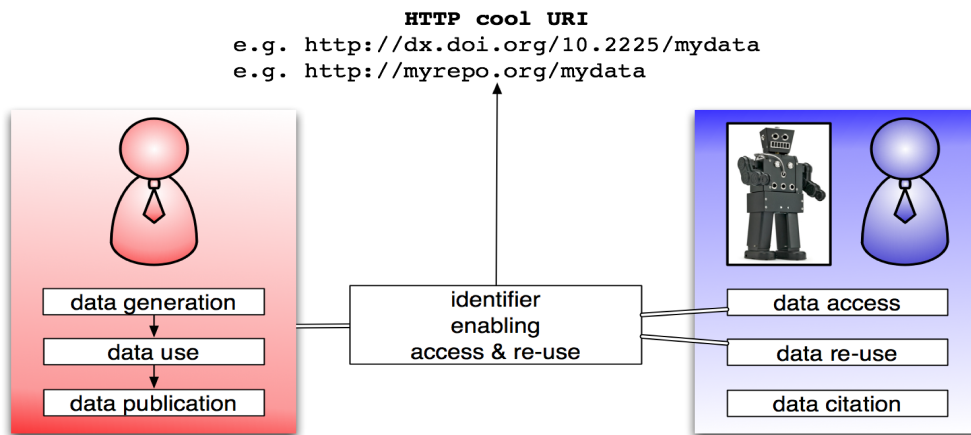 HTTP cool URI
e.g. http://dx.doi.org/10.2225/mydata
e.g. http://myrepo.org/mydata
data generation
data use
data publication
identifier
enabling
access & re-use
data access
data re-use
data citation